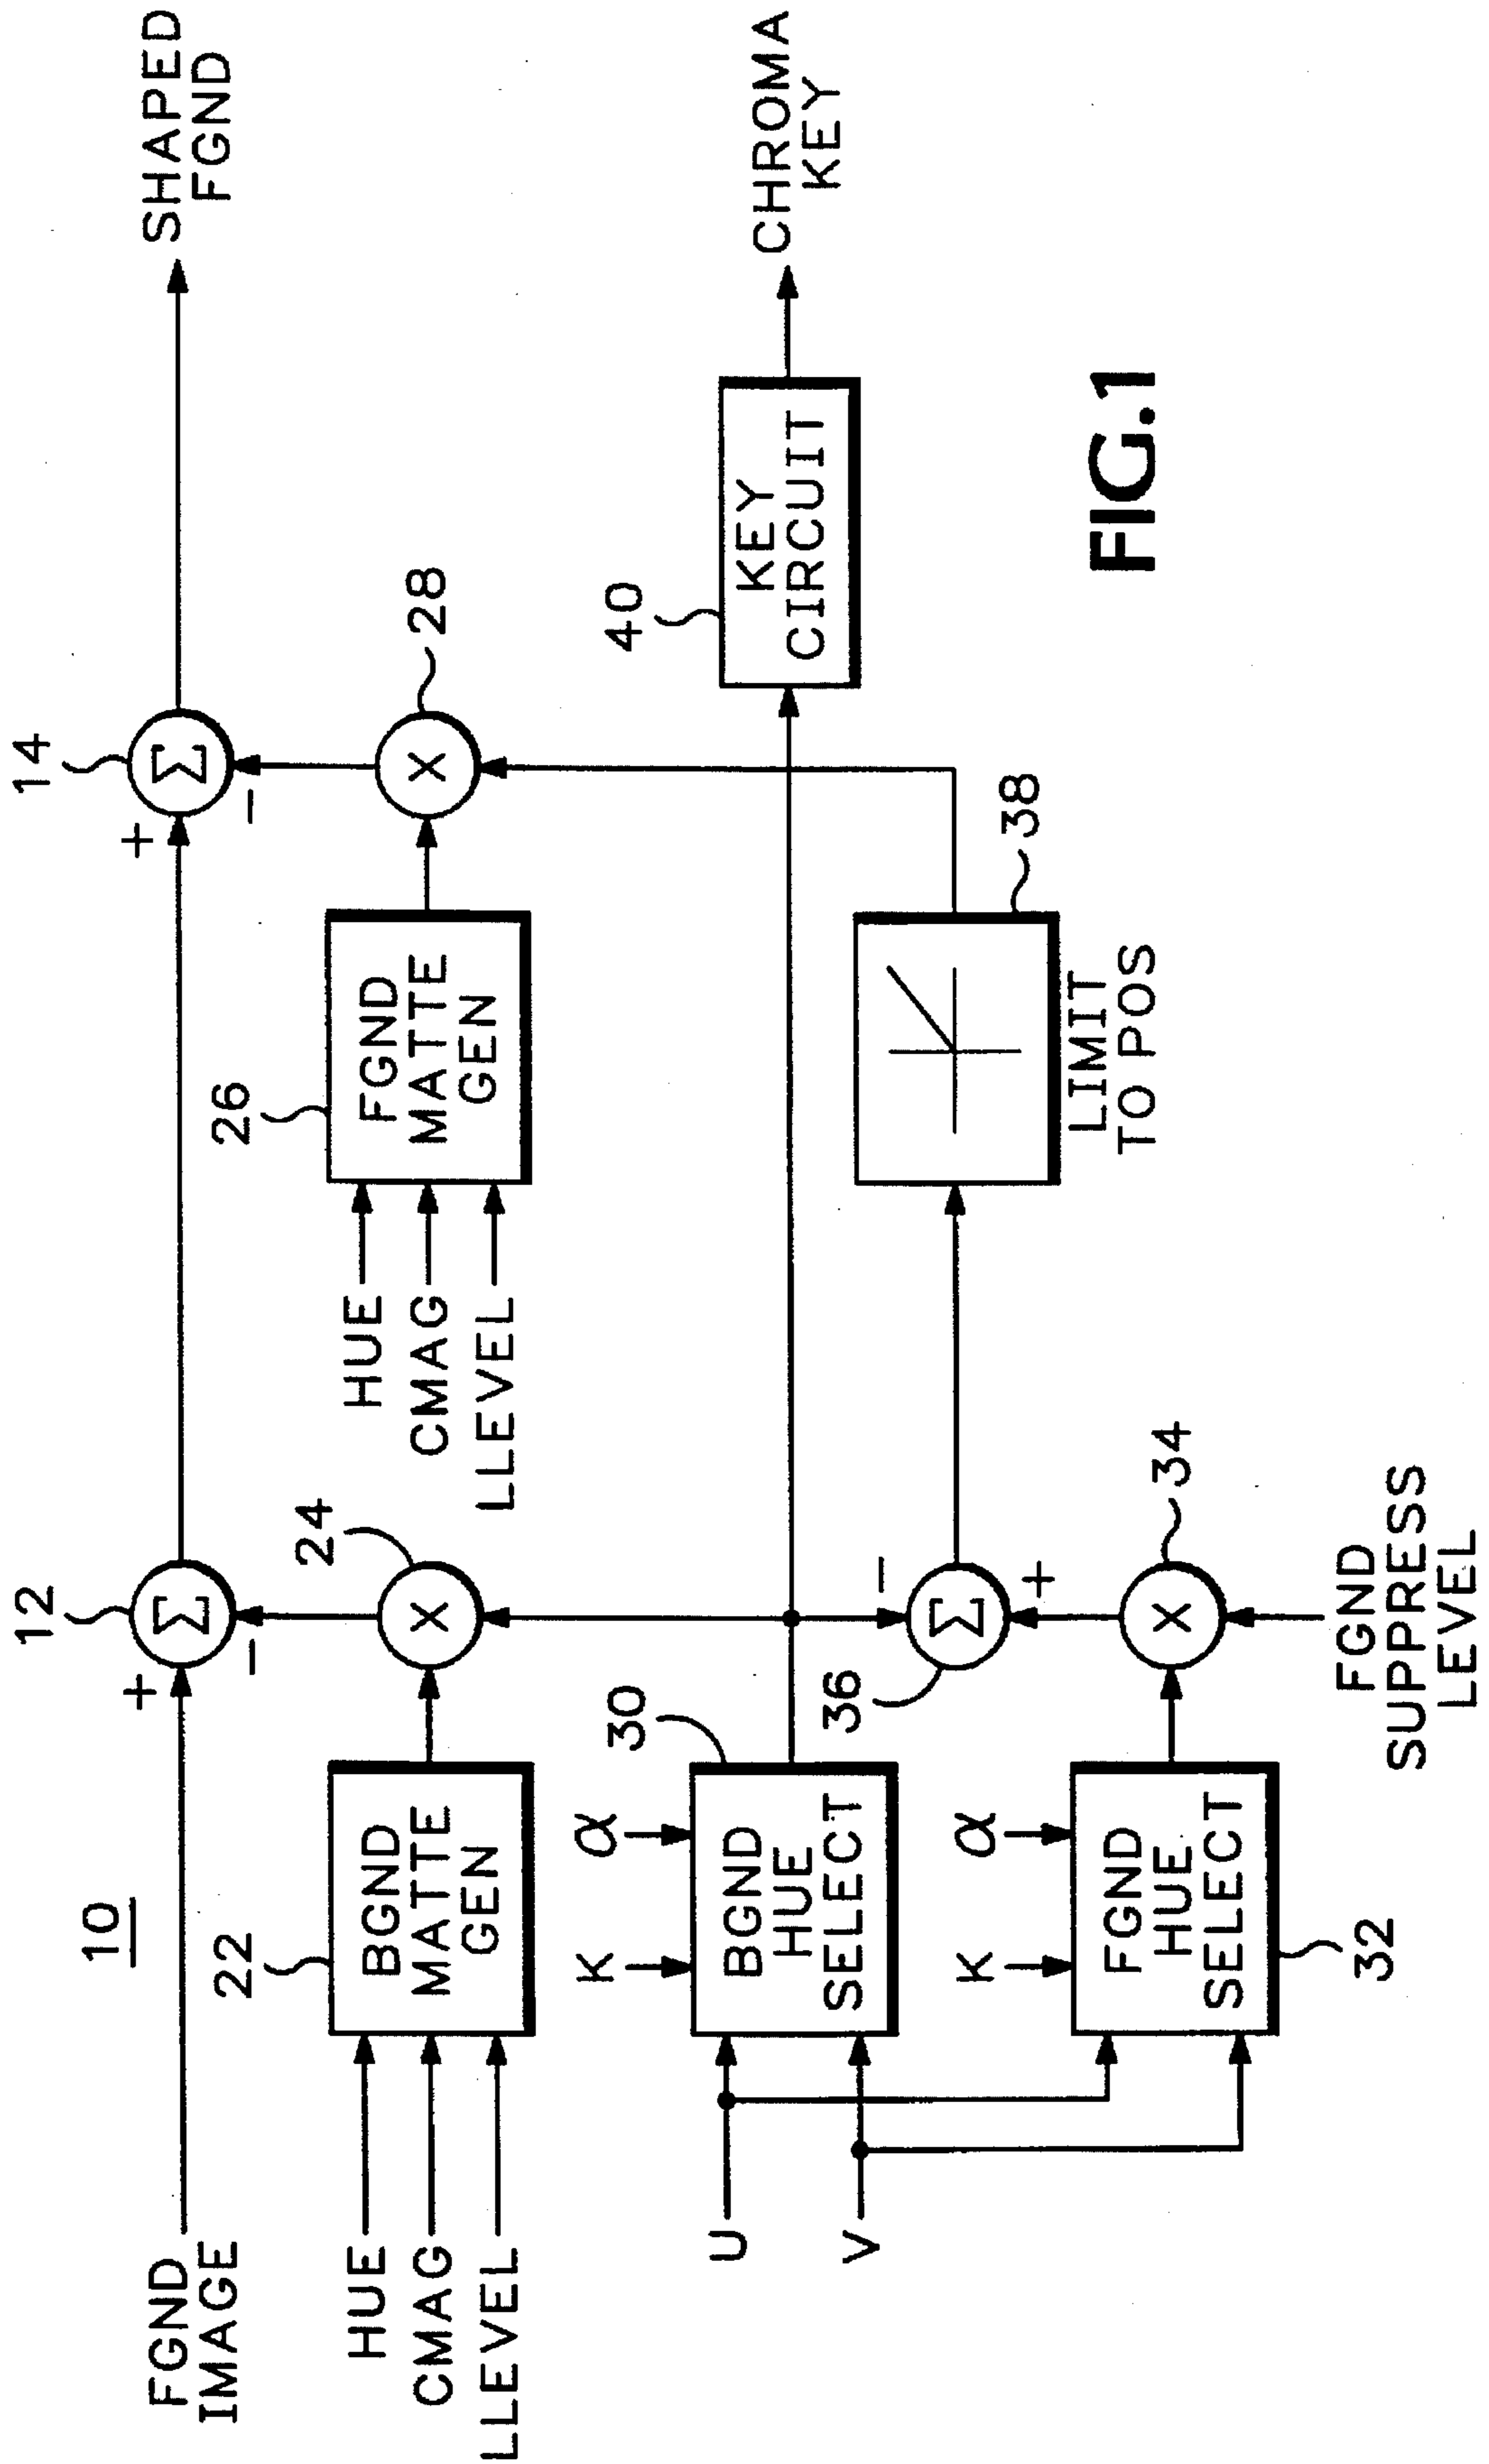 10
FGND
IMAGE
+
12
Σ
−
+
14
Σ
−
SHAPED
FGND
HUE
CMAG
LLEVEL
22
BGND
MATTE
GEN
24
X
HUE
CMAG
LLEVEL
26
FGND
MATTE
GEN
28
X
U
V
K
α
30
BGND
HUE
SELECT
40
KEY
CIRCUIT
CHROMA
KEY
−
36
Σ
+
38
LIMIT
TO POS
K
α
FGND
HUE
SELECT
32
X
34
FGND
SUPPRESS
LEVEL
FIG.1